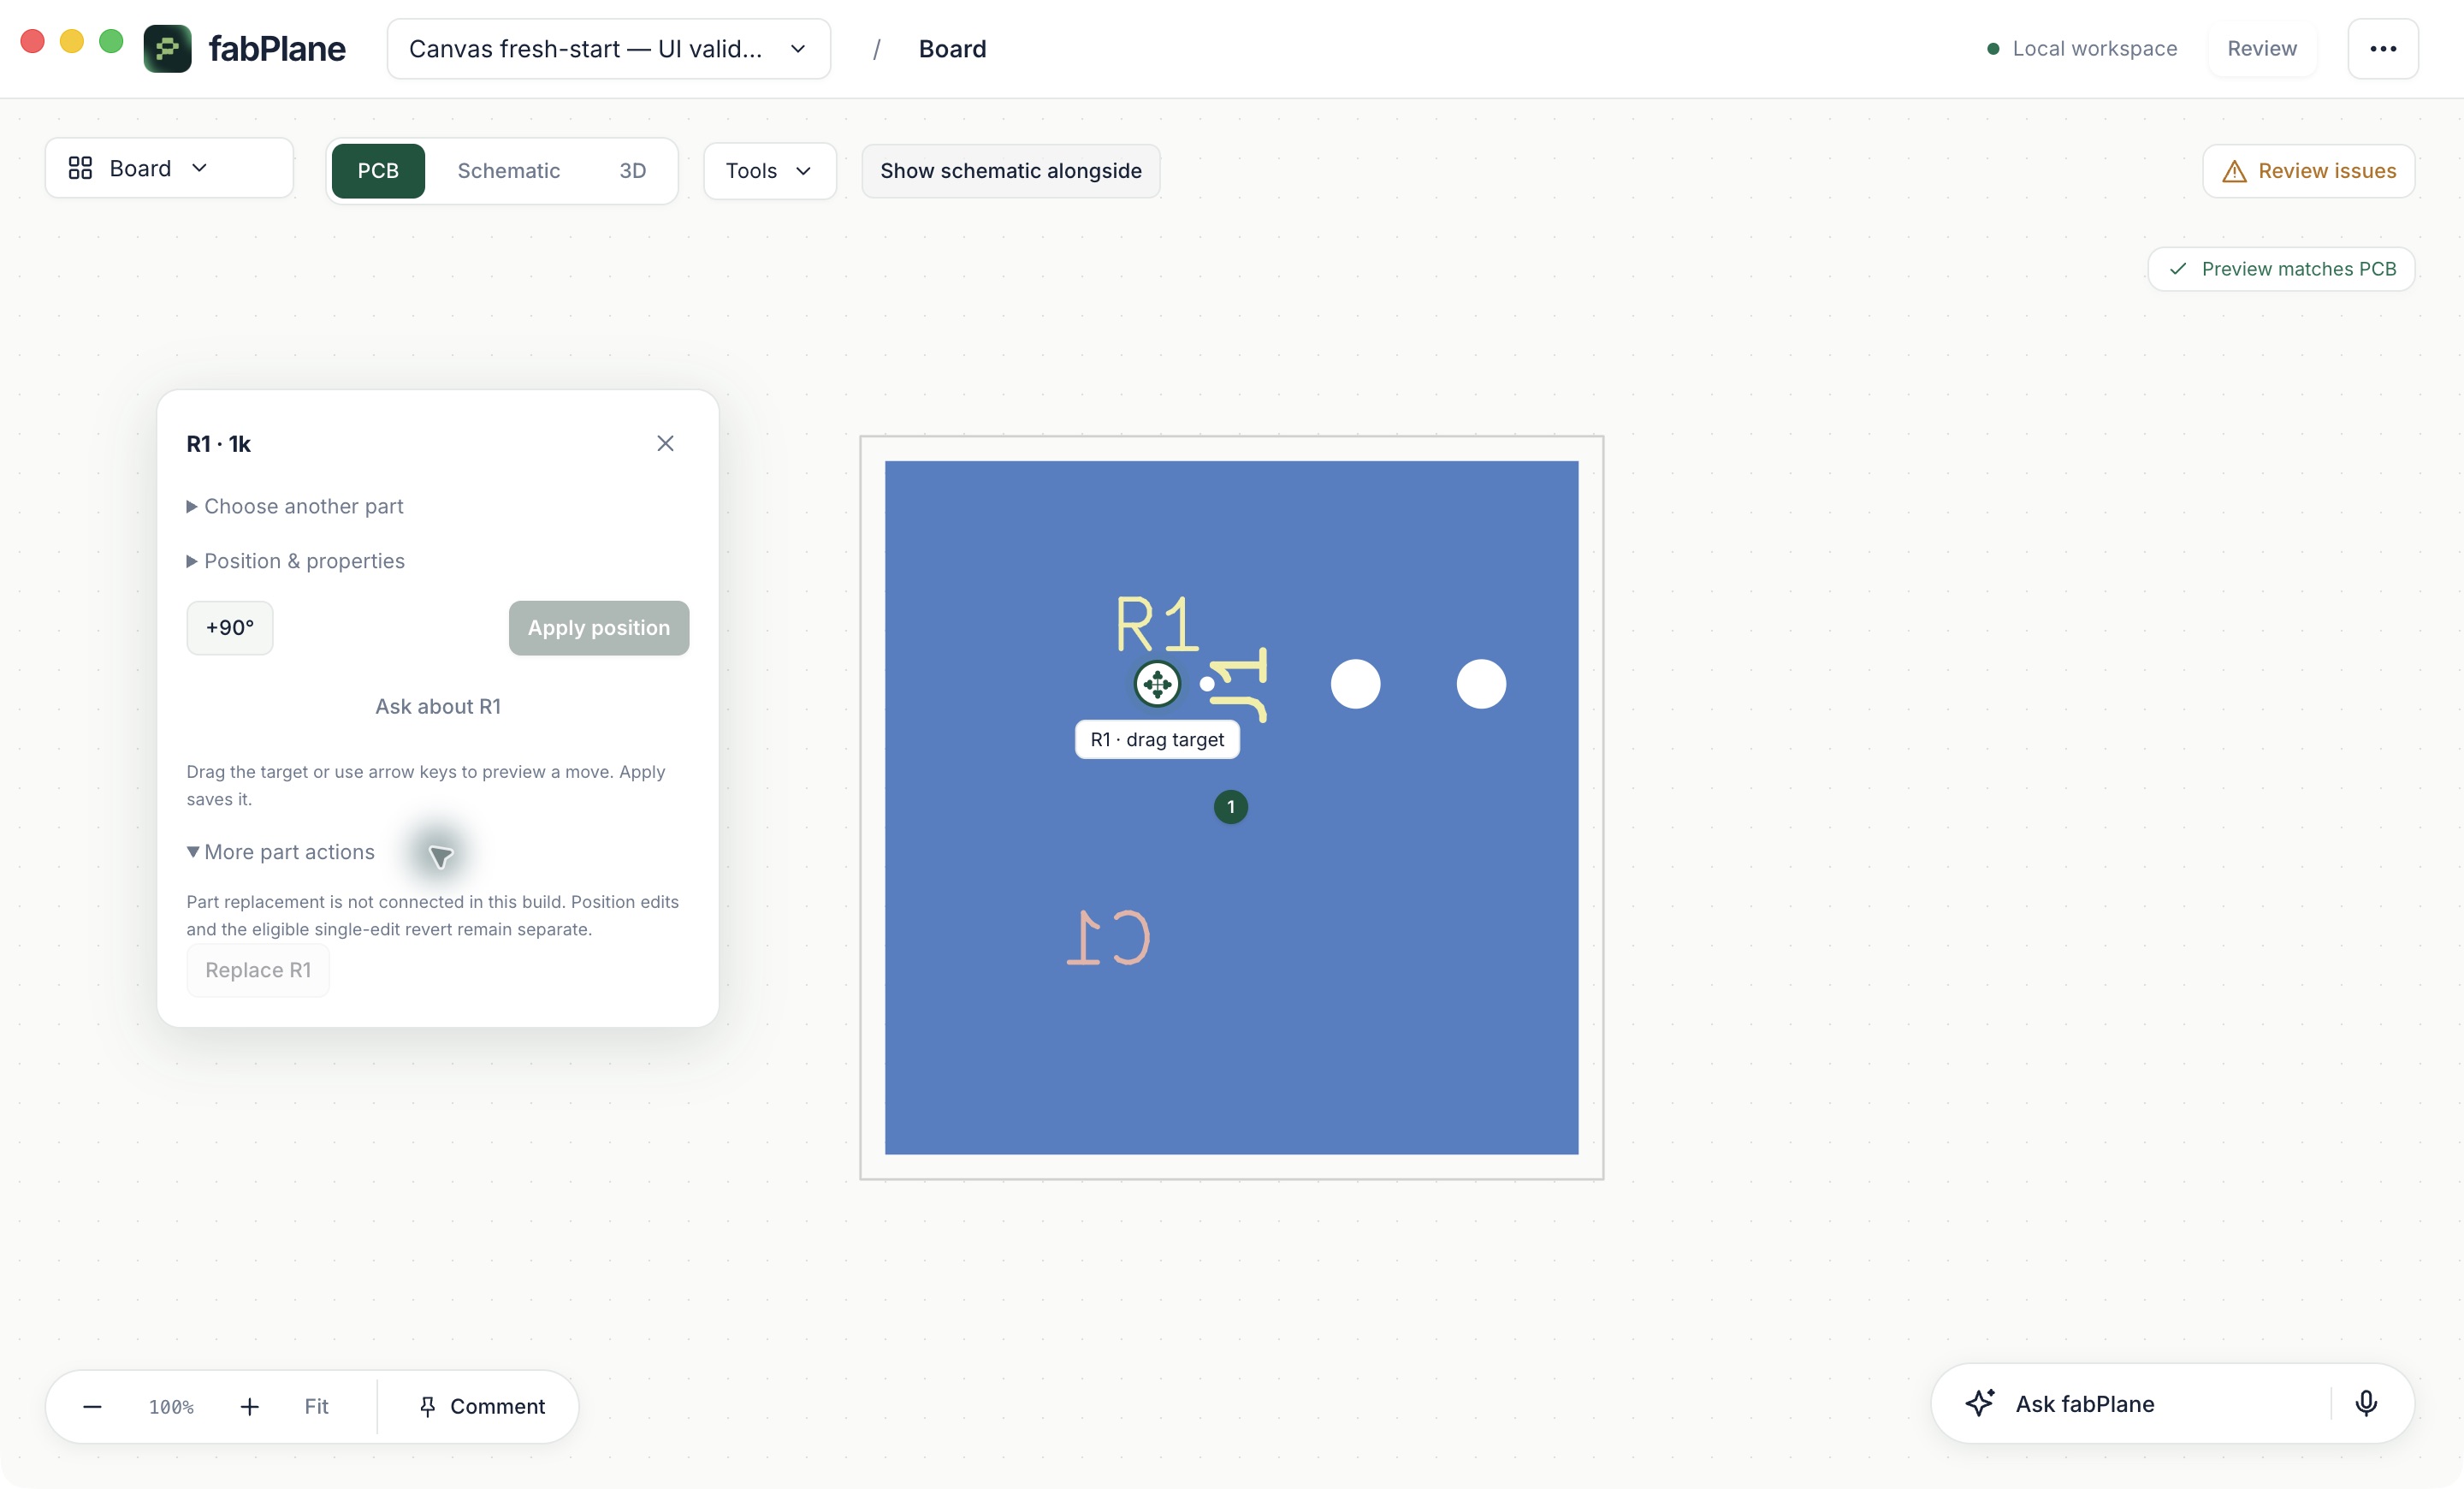 fabPlane
Canvas fresh-start — UI valid...
/
Board
Local workspace
Review
Board
PCB
Schematic
3D
Tools
Show schematic alongside
Review issues
Preview matches PCB
R1 · 1k
Choose another part
Position & properties
+90°
Apply position
Ask about R1
Drag the target or use arrow keys to preview a move. Apply
saves it.
More part actions
Part replacement is not connected in this build. Position edits
and the eligible single-edit revert remain separate.
Replace R1
R1
J1
R1 · drag target
1
C1
100%
Fit
Comment
Ask fabPlane